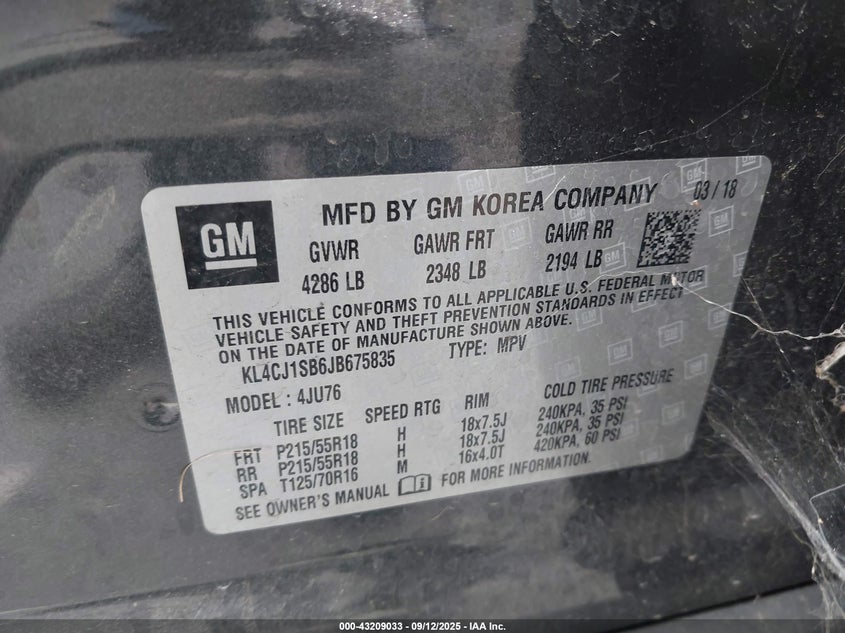 GM
MFD BY GM KOREA COMPANY 03/18
GVWR GAWR FRT GAWR RR
4286 LB 2348 LB 2194 LB
THIS VEHICLE CONFORMS TO ALL APPLICABLE U.S. FEDERAL MOTOR
VEHICLE SAFETY AND THEFT PREVENTION STANDARDS IN EFFECT
ON THE DATE OF MANUFACTURE SHOWN ABOVE.
KL4CJ1SB6JB675835 TYPE: MPV
MODEL : 4JU76
TIRE SIZE SPEED RTG RIM COLD TIRE PRESSURE
FRT P215/55R18 H 18x7.5J 240KPA, 35 PSI
RR P215/55R18 H 18x7.5J 240KPA, 35 PSI
SPA T125/70R16 M 16x4.0T 420KPA, 60 PSI
SEE OWNER'S MANUAL FOR MORE INFORMATION.
000-43209033 - 09/12/2025 - IAA Inc.